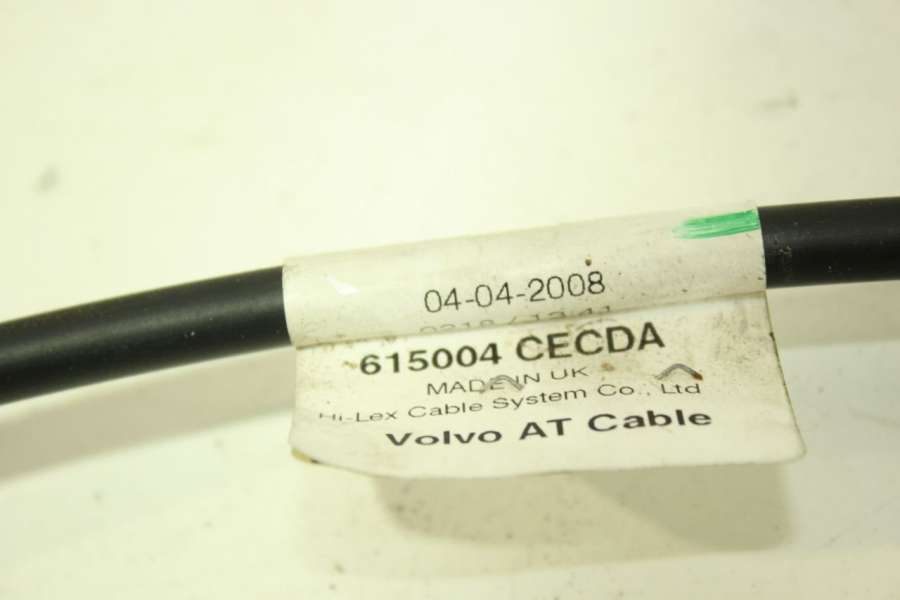 04-04-2008
615004 CECDA
MADE IN UK
Hi-Lex Cable System Co., Ltd
Volvo AT Cable